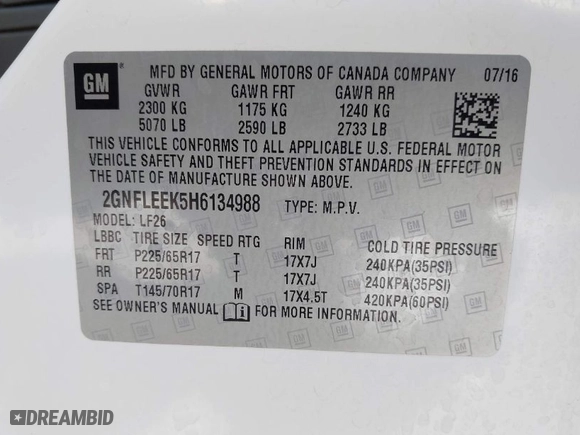 GM
MFD BY GENERAL MOTORS OF CANADA COMPANY 07/16
GVWR GAWR FRT GAWR RR
2300 KG 1175 KG 1240 KG
5070 LB 2590 LB 2733 LB
THIS VEHICLE CONFORMS TO ALL APPLICABLE U.S. FEDERAL MOTOR
VEHICLE SAFETY AND THEFT PREVENTION STANDARDS IN EFFECT ON
THE DATE OF MANUFACTURE SHOWN ABOVE.
2GNFLEEK5H6134988 TYPE: M.P.V.
MODEL: LF26
LBBC TIRE SIZE SPEED RTG RIM COLD TIRE PRESSURE
FRT P225/65R17 T 17X7J 240KPA(35PSI)
RR P225/65R17 T 17X7J 240KPA(35PSI)
SPA T145/70R17 M 17X4.5T 420KPA(60PSI)
SEE OWNER'S MANUAL FOR MORE INFORMATION.
DREAMBID